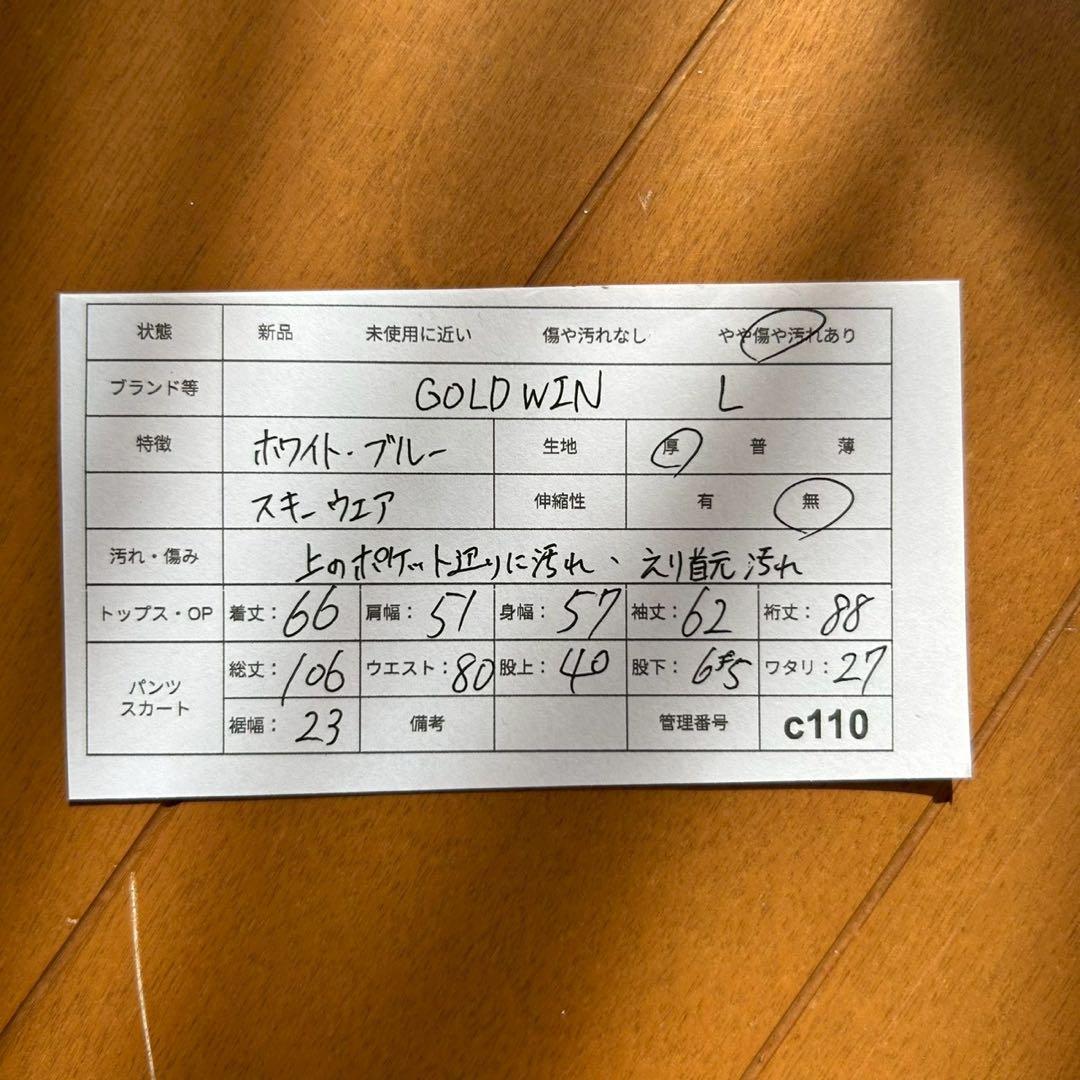 状態 新品 未使用に近い 傷や汚れなし やや傷や汚れあり
ブランド等 GOLDWIN L
特徴 ホワイト・ブルー 生地 厚 普 薄
スキーウェア 伸縮性 有 無
汚れ・傷み 上のポケット辺りに汚れ、えり首元汚れ
トップス・OP 着丈：66 肩幅：51 身幅：57 袖丈：62 裄丈：88
パンツ スカート 総丈：106 ウエスト：80 股上：40 股下：65 ワタリ：27
裾幅：23 備考 管理番号 c110